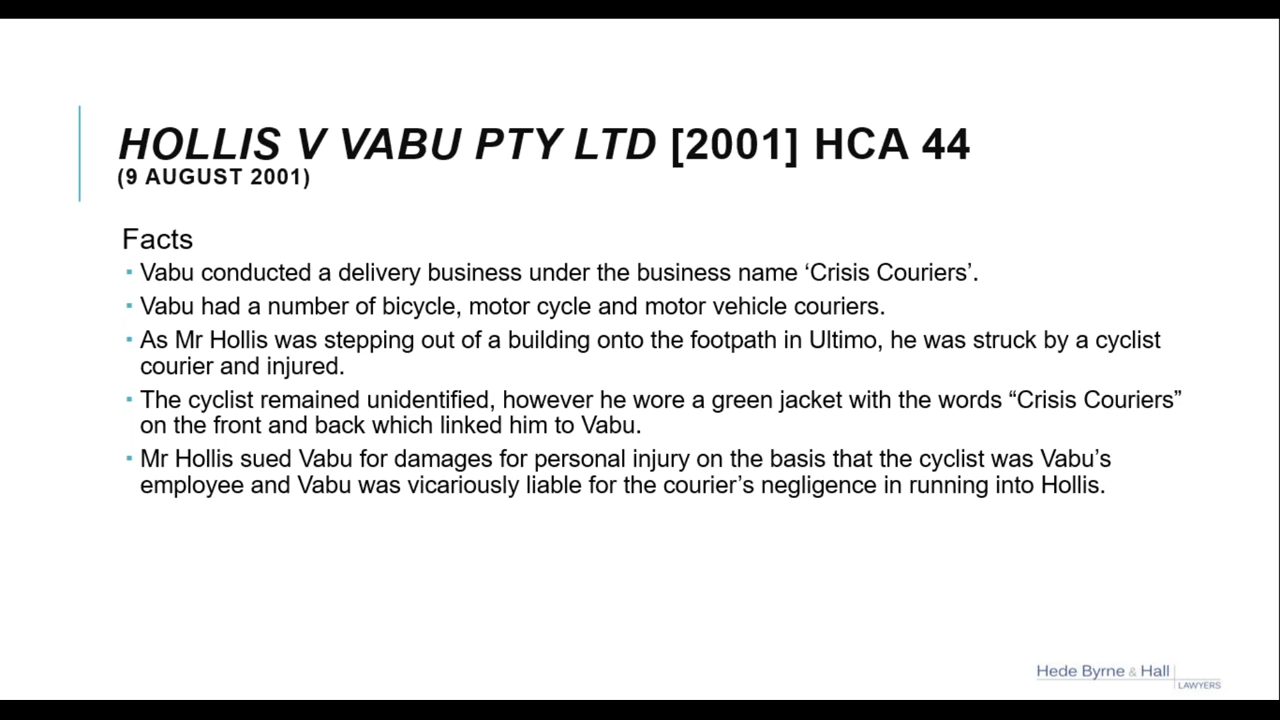 HOLLIS V VABU PTY LTD [2001] HCA 44
(9 AUGUST 2001)
Facts
▪ Vabu conducted a delivery business under the business name ‘Crisis Couriers’.
▪ Vabu had a number of bicycle, motor cycle and motor vehicle couriers.
▪ As Mr Hollis was stepping out of a building onto the footpath in Ultimo, he was struck by a cyclist
courier and injured.
▪ The cyclist remained unidentified, however he wore a green jacket with the words “Crisis Couriers”
on the front and back which linked him to Vabu.
▪ Mr Hollis sued Vabu for damages for personal injury on the basis that the cyclist was Vabu’s
employee and Vabu was vicariously liable for the courier’s negligence in running into Hollis.
Hede Byrne & Hall
LAWYERS